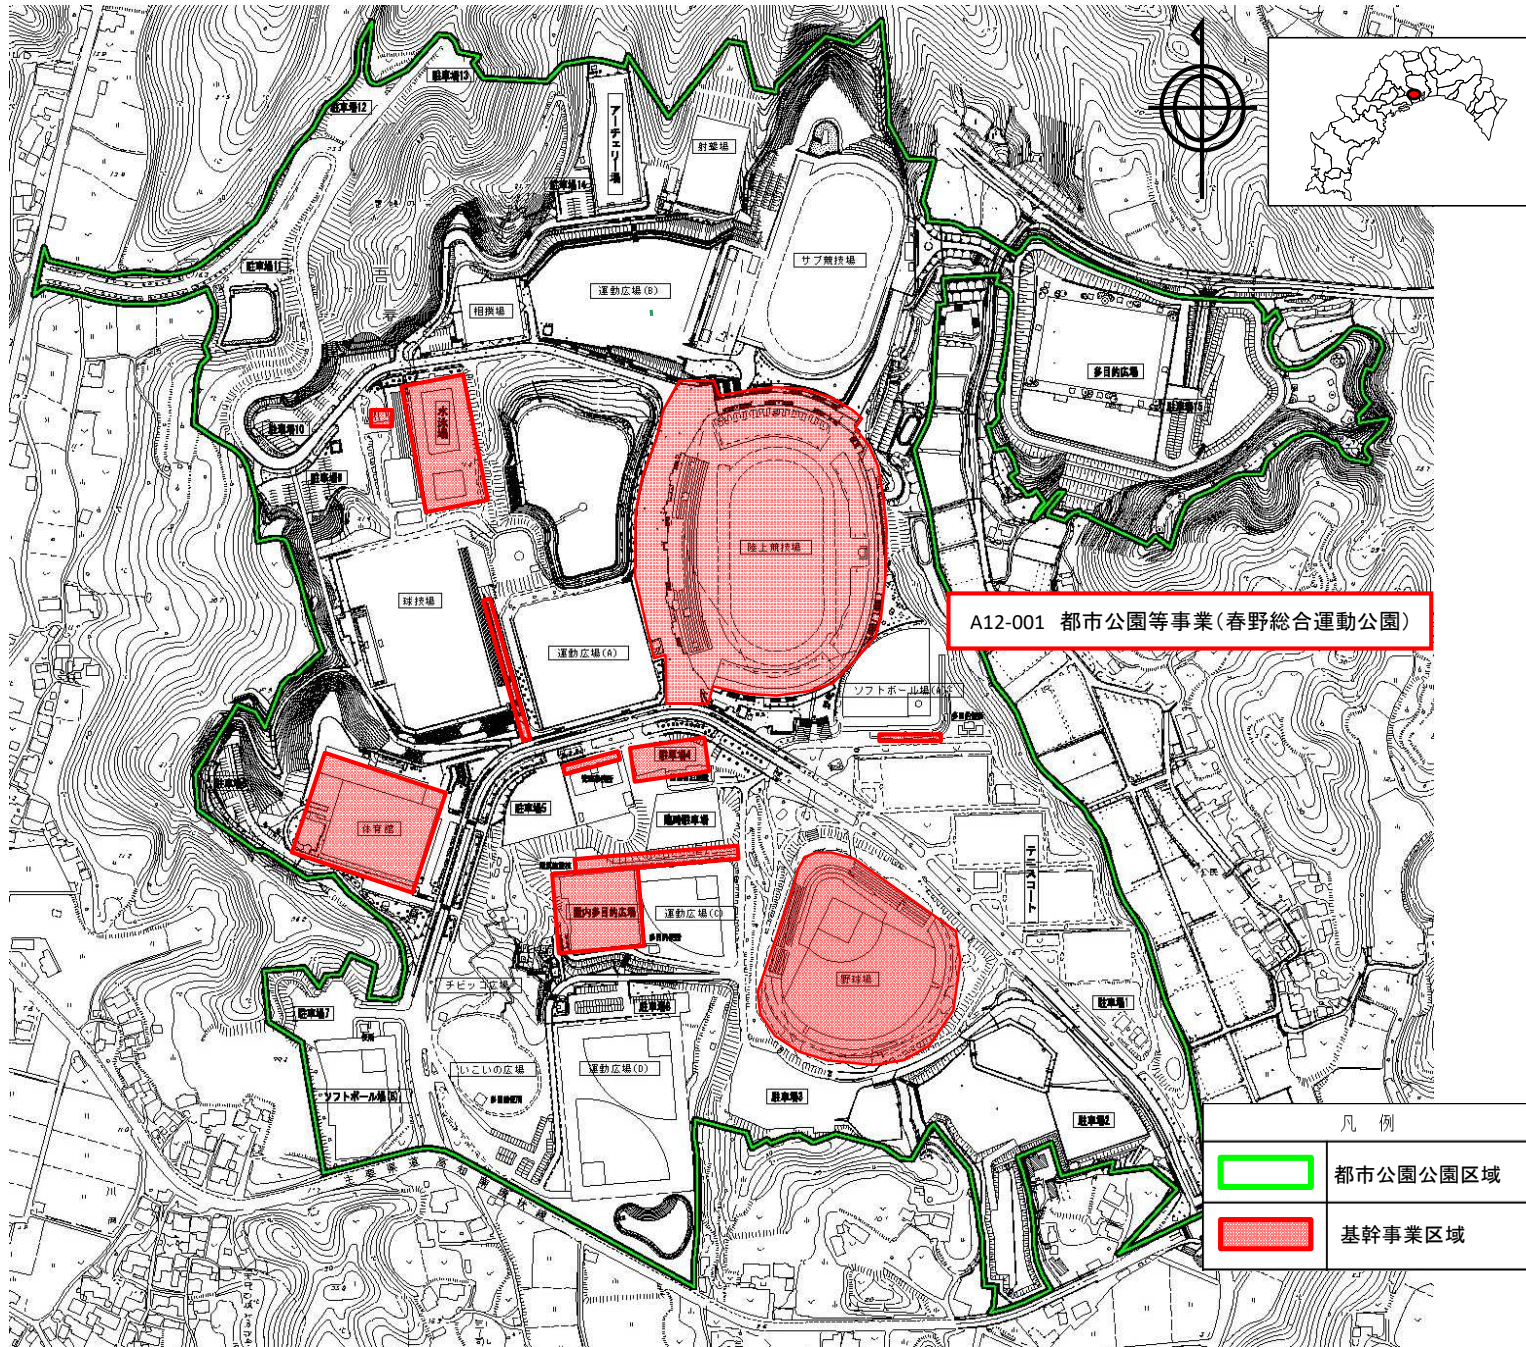 駐車場13
駐車場12
アーチェリー場
射撃場
駐車場14
サブ競技場
駐車場11
運動広場(B)
相撲場
多目的広場
駐車場15
水泳場
駐車場10
駐車場9
陸上競技場
球技場
A12-001 都市公園等事業(春野総合運動公園)
運動広場(A)
ソフトボール場(A)
駐車場4
駐車場5
臨時駐車場
体育館
テニスコート
屋内多目的広場
運動広場(C)
野球場
チビッコ広場
駐車場7
駐車場6
駐車場1
いこいの広場
運動広場(D)
ソフトボール場(B)
駐車場3
駐車場2
凡 例
都市公園公園区域
基幹事業区域